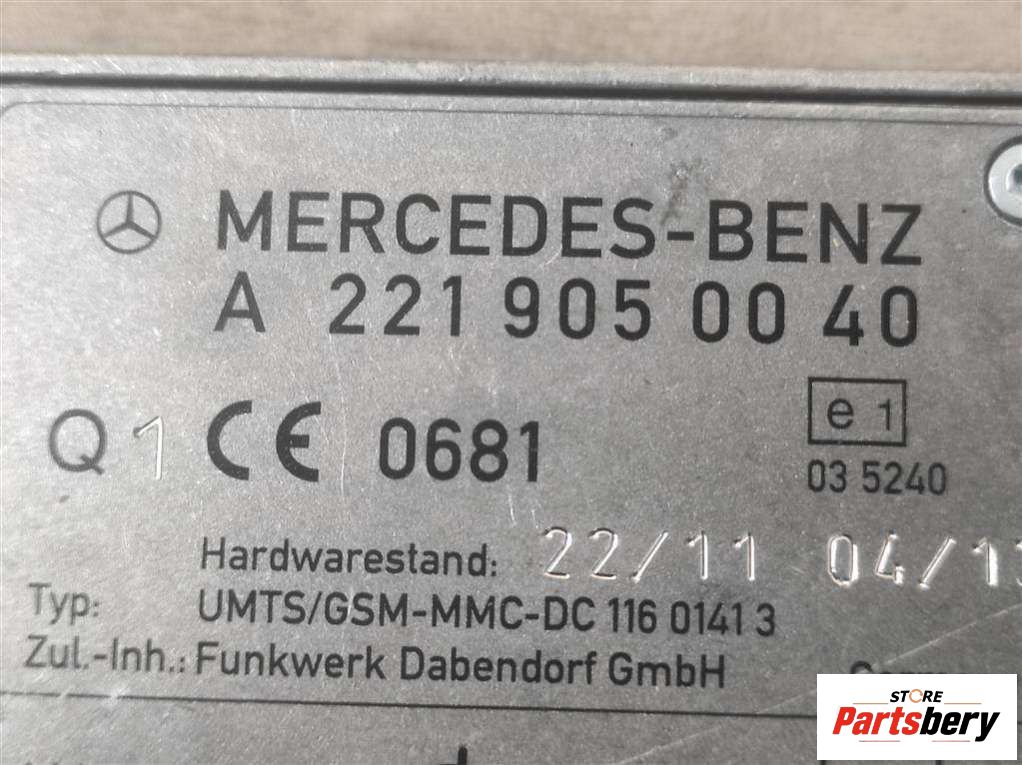 MERCEDES-BENZ
A 221 905 00 40
Q 1 CE 0681
e 1
03 5240
Hardwarestand: 22/11 04/1
Typ: UMTS/GSM-MMC-DC 116 0141 3
Zul.-Inh.: Funkwerk Dabendorf GmbH
STORE
Partsbery